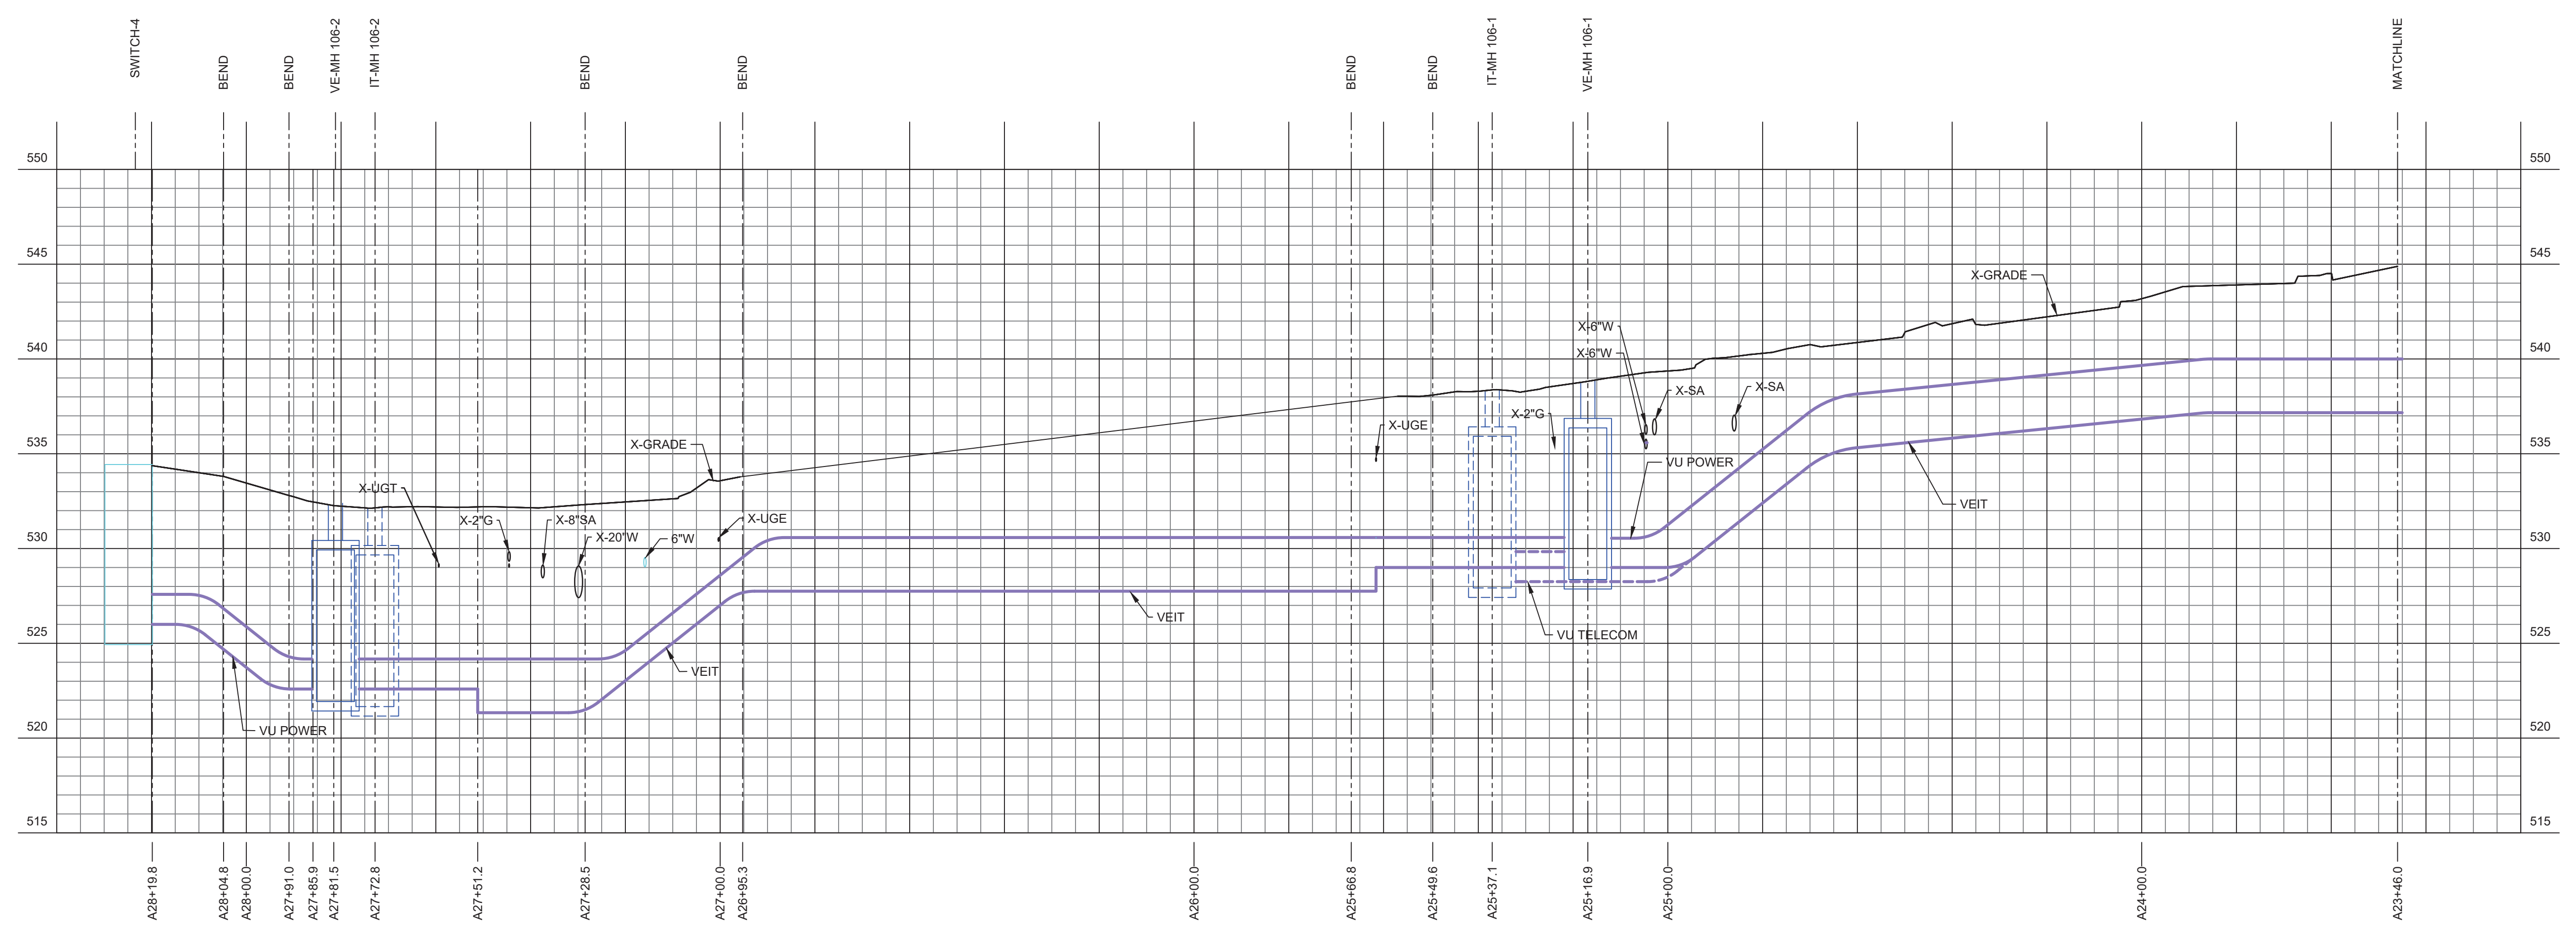 SWITCH-4
BEND
BEND
VE-MH 106-2
IT-MH 106-2
BEND
BEND
BEND
BEND
IT-MH 106-1
VE-MH 106-1
MATCHLINE
550
550
545
545
X-GRADE
540
540
X-6"W
X-6"W
X-SA
X-SA
X-2"G
X-UGE
535
535
X-GRADE
VU POWER
X-UGT
VEIT
X-2"G
X-8"SA
X-UGE
530
530
X-20"W
6"W
VEIT
525
525
VU TELECOM
VEIT
520
520
VU POWER
515
515
A28+19.8
A28+04.8
A28+00.0
A27+91.0
A27+85.9
A27+81.5
A27+72.8
A27+51.2
A27+28.5
A27+00.0
A26+95.3
A26+00.0
A25+66.8
A25+49.6
A25+37.1
A25+16.9
A25+00.0
A24+00.0
A23+46.0